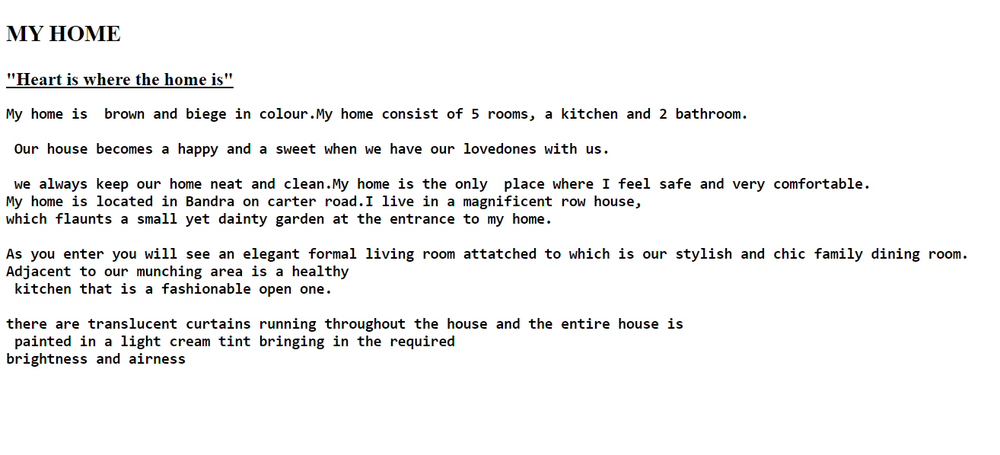 MY HOME
"Heart is where the home is"
My home is  brown and biege in colour.My home consist of 5 rooms, a kitchen and 2 bathroom.
Our house becomes a happy and a sweet when we have our lovedones with us.
we always keep our home neat and clean.My home is the only  place where I feel safe and very comfortable.
My home is located in Bandra on carter road.I live in a magnificent row house,
which flaunts a small yet dainty garden at the entrance to my home.
As you enter you will see an elegant formal living room attatched to which is our stylish and chic family dining room.
Adjacent to our munching area is a healthy
kitchen that is a fashionable open one.
there are translucent curtains running throughout the house and the entire house is
painted in a light cream tint bringing in the required
brightness and airness